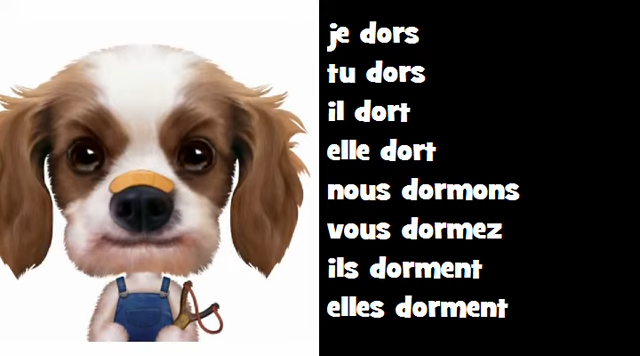 je dors
tu dors
il dort
elle dort
nous dormons
vous dormez
ils dorment
elles dorment